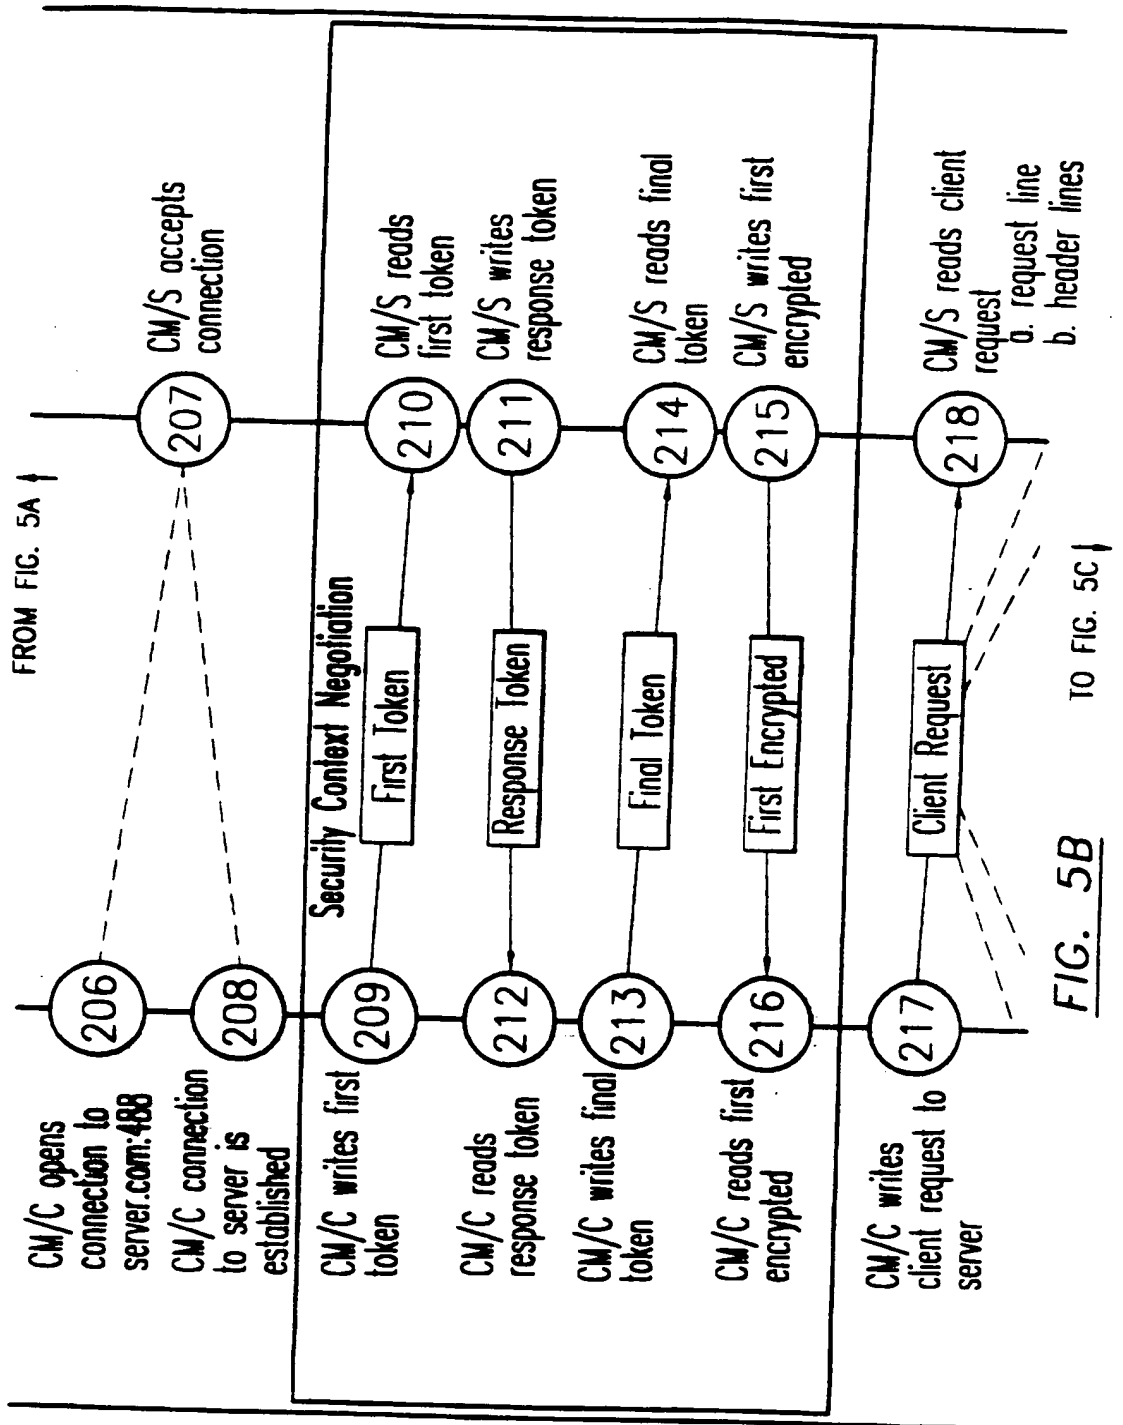 FROM FIG. 5A
CM/C opens
connection to
206
207
CM/S accepts
connection
CM/C connection
to server is
established
208
Security Context Negotiation
CM/C writes first
token
209
First Token
210
CM/S reads
first token
CM/C reads
response token
212
Response Token
211
CM/S writes
response token
CM/C writes final
token
213
Final Token
214
CM/S reads final
token
CM/C reads first
encrypted
216
First Encrypted
215
CM/S writes first
encrypted
CM/C writes
client request to
server
217
Client Request
218
CM/S reads client
request
a. request line
b. header lines
TO FIG. 5C
FIG. 5B